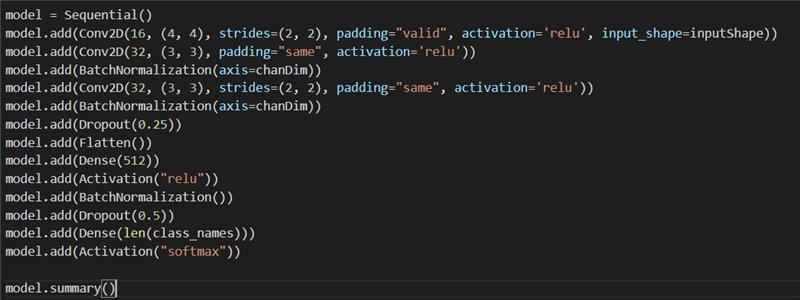 model = Sequential()
model.add(Conv2D(16, (4, 4), strides=(2, 2), padding="valid", activation='relu', input_shape=inputShape))
model.add(Conv2D(32, (3, 3), padding="same", activation='relu'))
model.add(BatchNormalization(axis=chanDim))
model.add(Conv2D(32, (3, 3), strides=(2, 2), padding="same", activation='relu'))
model.add(BatchNormalization(axis=chanDim))
model.add(Dropout(0.25))
model.add(Flatten())
model.add(Dense(512))
model.add(Activation("relu"))
model.add(BatchNormalization())
model.add(Dropout(0.5))
model.add(Dense(len(class_names)))
model.add(Activation("softmax"))
model.summary()